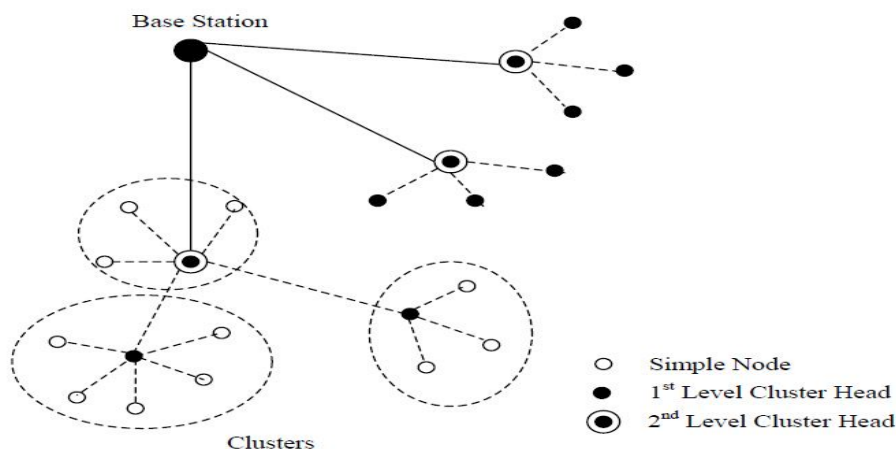 Base Station
Simple Node
1st Level Cluster Head
2nd Level Cluster Head
Clusters